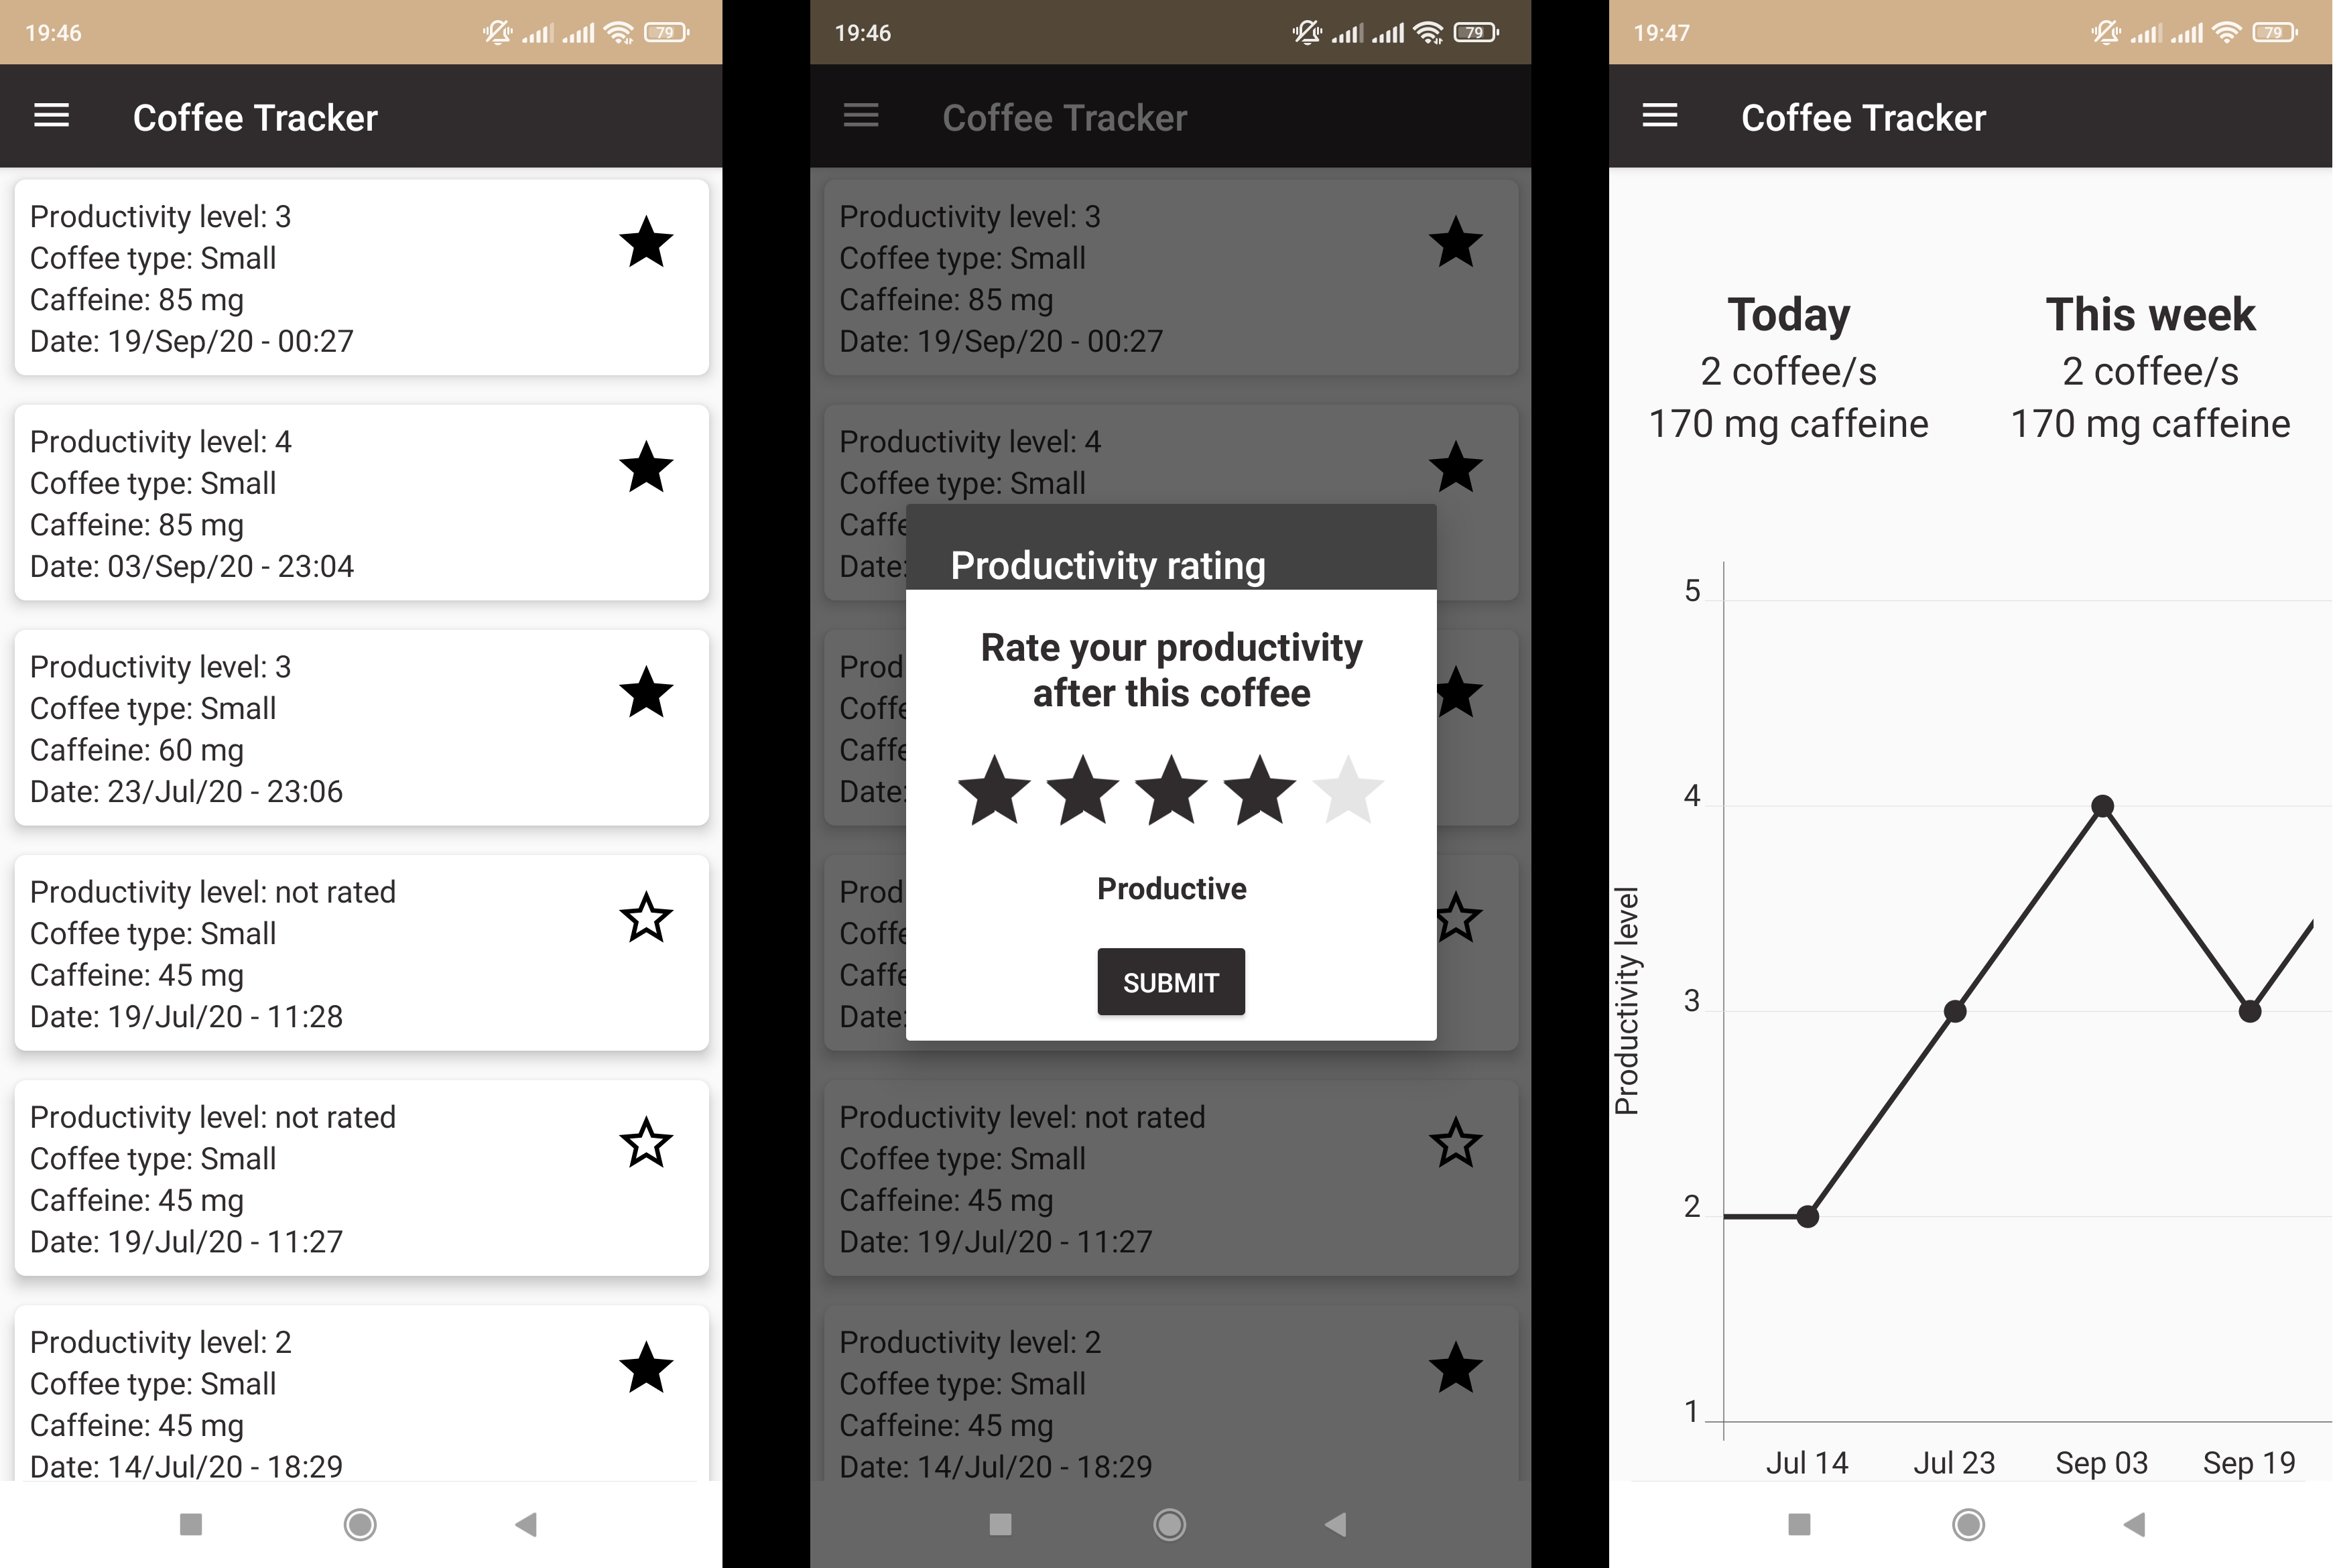 19:46
79
Coffee Tracker
Productivity level: 3
Coffee type: Small
Caffeine: 85 mg
Date: 19/Sep/20 - 00:27
Productivity level: 4
Coffee type: Small
Caffeine: 85 mg
Date: 03/Sep/20 - 23:04
Productivity level: 3
Coffee type: Small
Caffeine: 60 mg
Date: 23/Jul/20 - 23:06
Productivity level: not rated
Coffee type: Small
Caffeine: 45 mg
Date: 19/Jul/20 - 11:28
Productivity level: not rated
Coffee type: Small
Caffeine: 45 mg
Date: 19/Jul/20 - 11:27
Productivity level: 2
Coffee type: Small
Caffeine: 45 mg
Date: 14/Jul/20 - 18:29
19:46
79
Coffee Tracker
Productivity level: 3
Coffee type: Small
Caffeine: 85 mg
Date: 19/Sep/20 - 00:27
Productivity level: 4
Coffee type: Small
Caffe
Date:
Productivity rating
Rate your productivity
after this coffee
Productive
SUBMIT
Prod
Coffe
Caffe
Date:
Prod
Coffe
Caffe
Date:
Productivity level: not rated
Coffee type: Small
Caffeine: 45 mg
Date: 19/Jul/20 - 11:27
Productivity level: 2
Coffee type: Small
Caffeine: 45 mg
Date: 14/Jul/20 - 18:29
19:47
79
Coffee Tracker
Today
2 coffee/s
170 mg caffeine
This week
2 coffee/s
170 mg caffeine
Productivity level
5
4
3
2
1
Jul 14 Jul 23 Sep 03 Sep 19